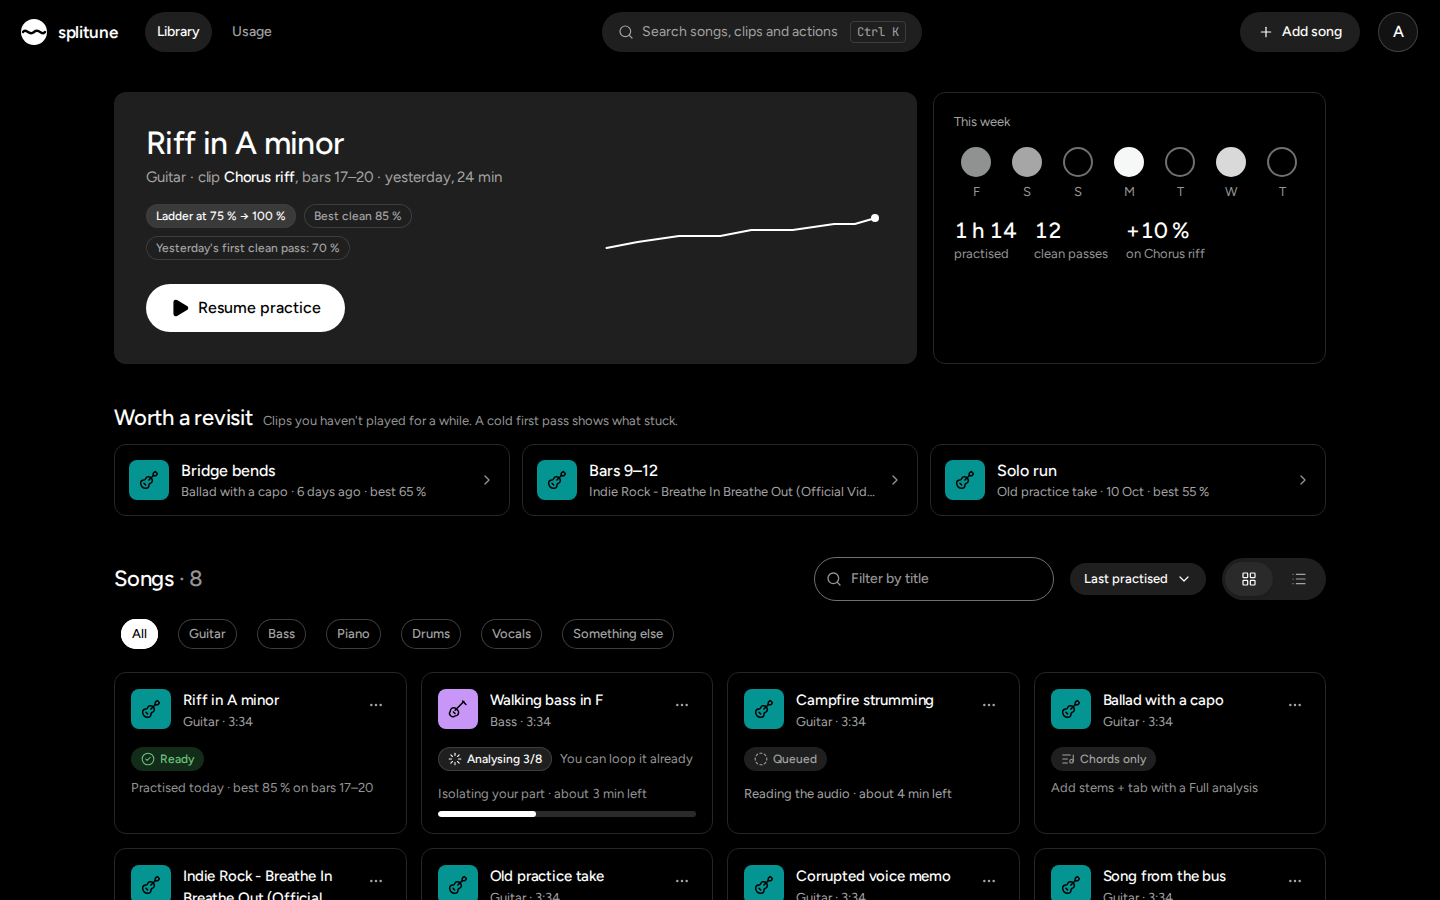 splitune
Library
Usage
Search songs, clips and actions
Ctrl K
Add song
A
Riff in A minor
Guitar · clip Chorus riff, bars 17–20 · yesterday, 24 min
Ladder at 75 % → 100 %
Best clean 85 %
Yesterday's first clean pass: 70 %
Resume practice
This week
F S S M T W T
1 h 14
practised
12
clean passes
+10 %
on Chorus riff
Worth a revisit
Clips you haven't played for a while. A cold first pass shows what stuck.
Bridge bends
Ballad with a capo · 6 days ago · best 65 %
Bars 9–12
Indie Rock - Breathe In Breathe Out (Official Vid...
Solo run
Old practice take · 10 Oct · best 55 %
Songs · 8
Filter by title
Last practised
All
Guitar
Bass
Piano
Drums
Vocals
Something else
Riff in A minor
Guitar · 3:34
Ready
Practised today · best 85 % on bars 17–20
Walking bass in F
Bass · 3:34
Analysing 3/8
You can loop it already
Isolating your part · about 3 min left
Campfire strumming
Guitar · 3:34
Queued
Reading the audio · about 4 min left
Ballad with a capo
Guitar · 3:34
Chords only
Add stems + tab with a Full analysis
Indie Rock - Breathe In
Breathe Out (Official
Old practice take
Guitar · 3:34
Corrupted voice memo
Guitar · 3:34
Song from the bus
Guitar · 3:34